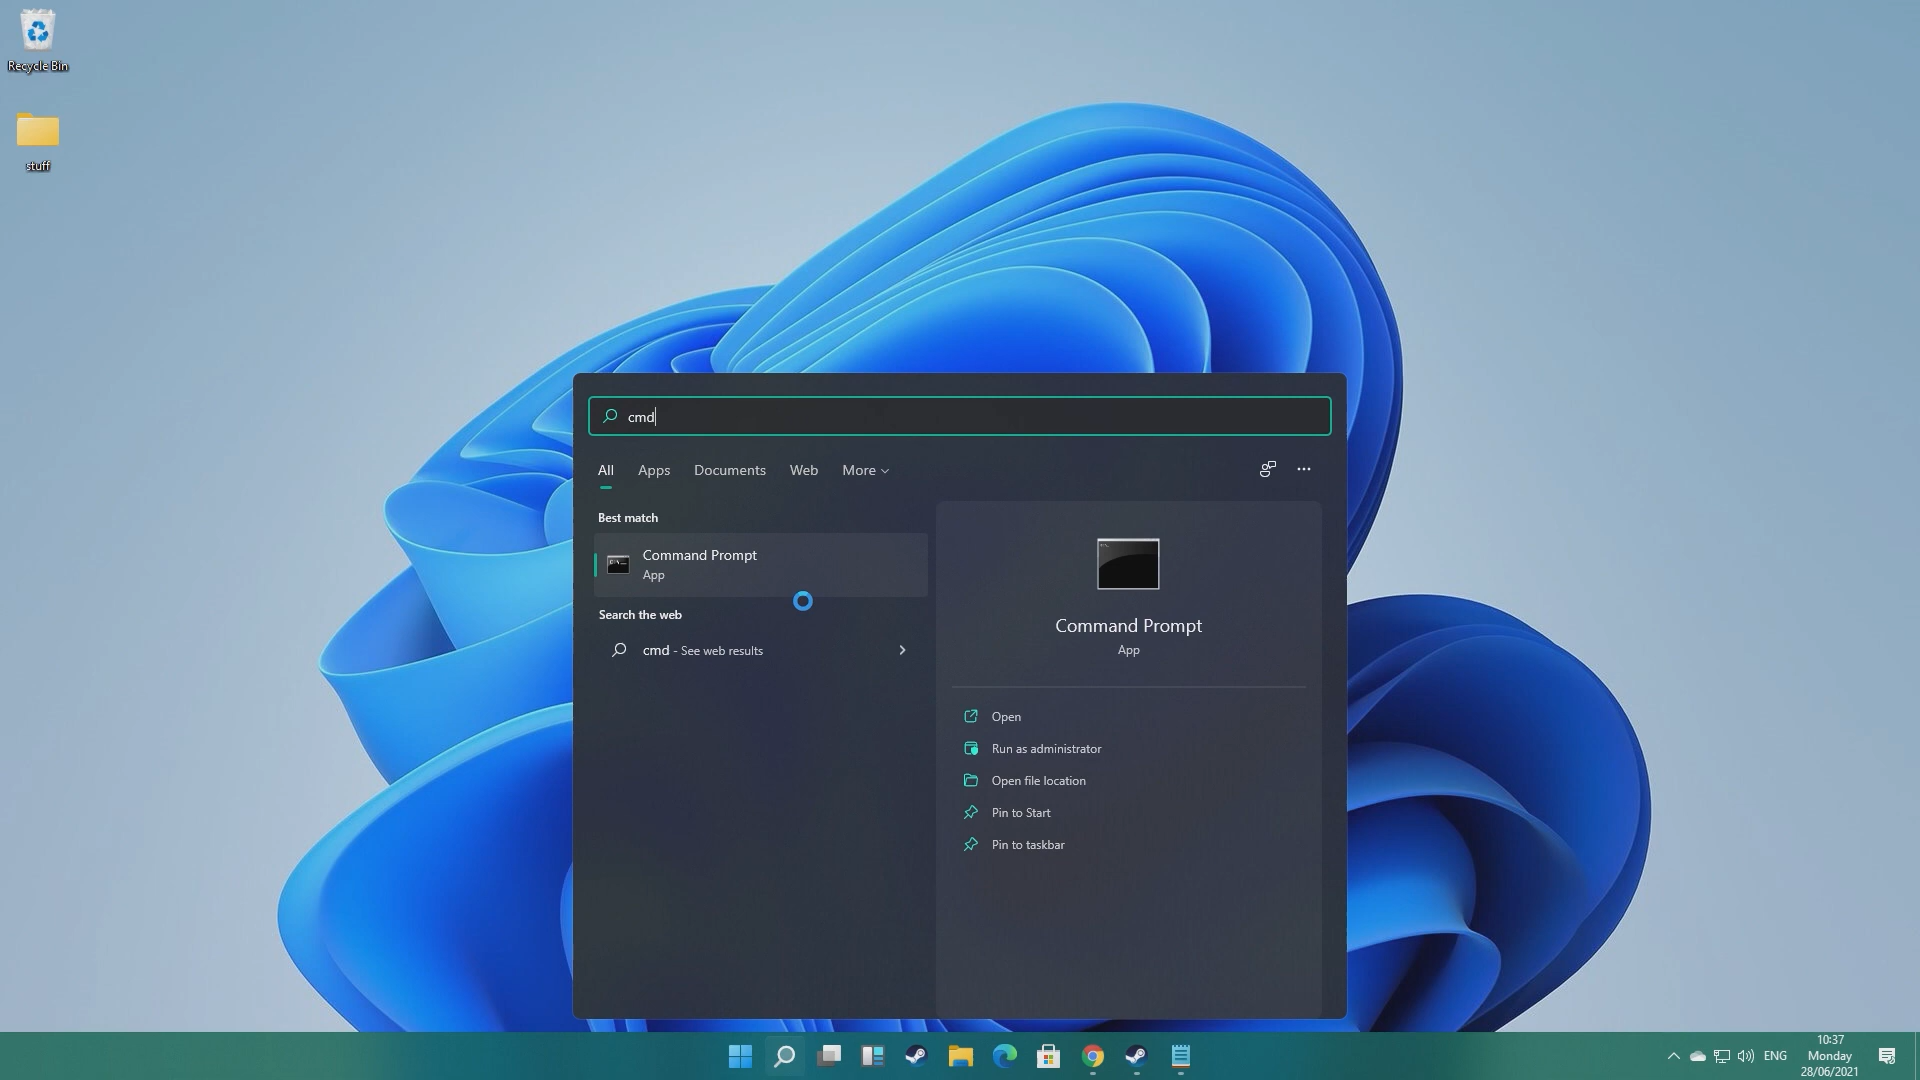 Recycle Bin
stuff
cmd
All Apps Documents Web More
Best match
Command Prompt
App
Search the web
cmd - See web results
Command Prompt
App
Open
Run as administrator
Open file location
Pin to Start
Pin to taskbar
ENG
10:37
Monday
28/06/2021